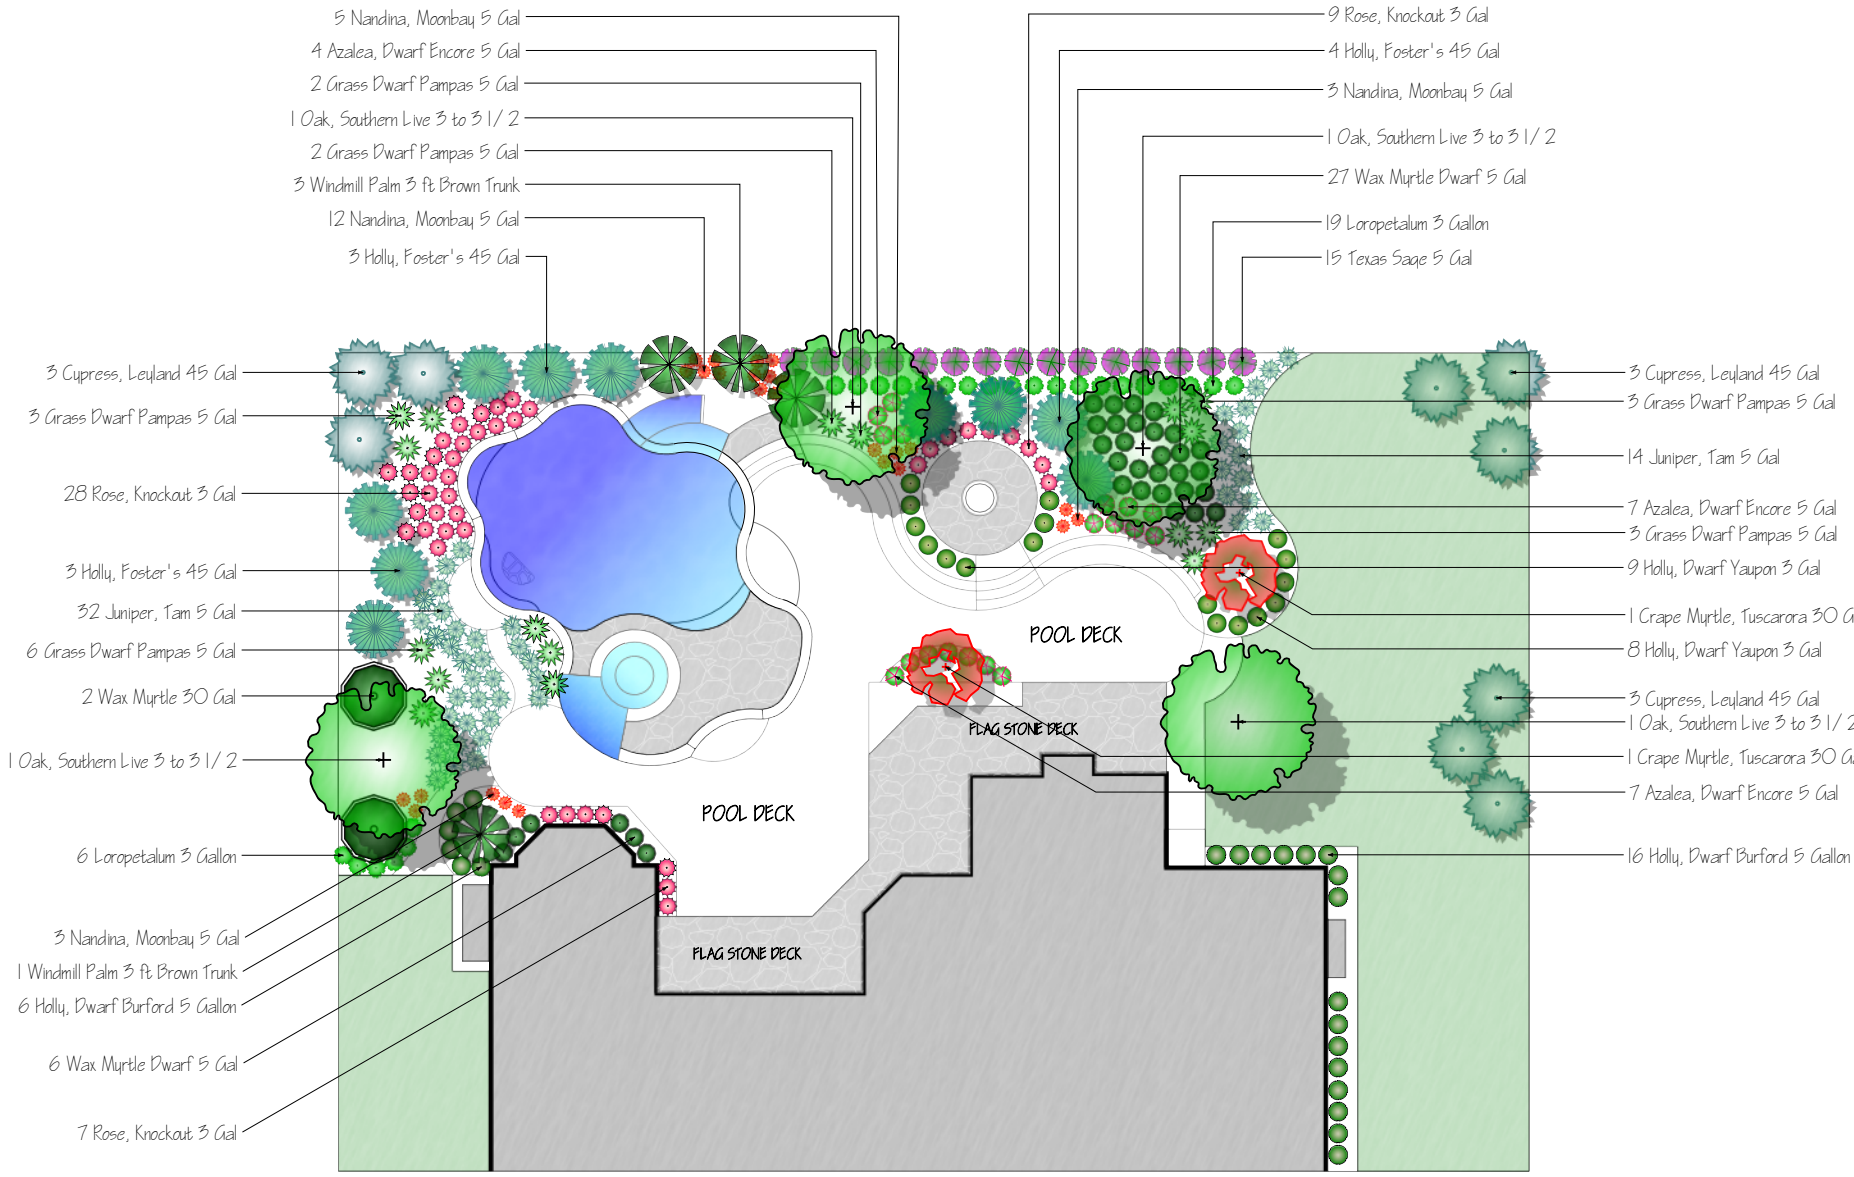 5 Nandina, Moonbay 5 Gal
4 Azalea, Dwarf Encore 5 Gal
2 Grass Dwarf Pampas 5 Gal
1 Oak, Southern Live 3 to 3 1/2
2 Grass Dwarf Pampas 5 Gal
3 Windmill Palm 3 ft Brown Trunk
12 Nandina, Moonbay 5 Gal
3 Holly, Foster's 45 Gal
9 Rose, Knockout 3 Gal
4 Holly, Foster's 45 Gal
3 Nandina, Moonbay 5 Gal
1 Oak, Southern Live 3 to 3 1/2
27 Wax Myrtle Dwarf 5 Gal
19 Loropetalum 3 Gallon
15 Texas Sage 5 Gal
3 Cypress, Leyland 45 Gal
3 Grass Dwarf Pampas 5 Gal
28 Rose, Knockout 3 Gal
3 Holly, Foster's 45 Gal
32 Juniper, Tam 5 Gal
6 Grass Dwarf Pampas 5 Gal
2 Wax Myrtle 30 Gal
1 Oak, Southern Live 3 to 3 1/2
6 Loropetalum 3 Gallon
3 Nandina, Moonbay 5 Gal
1 Windmill Palm 3 ft Brown Trunk
6 Holly, Dwarf Burford 5 Gallon
6 Wax Myrtle Dwarf 5 Gal
7 Rose, Knockout 3 Gal
POOL DECK
FLAG STONE DECK
POOL DECK
FLAG STONE DECK
3 Cypress, Leyland 45 Gal
3 Grass Dwarf Pampas 5 Gal
14 Juniper, Tam 5 Gal
7 Azalea, Dwarf Encore 5 Gal
3 Grass Dwarf Pampas 5 Gal
9 Holly, Dwarf Yaupon 3 Gal
1 Crape Myrtle, Tuscarora 30 G
8 Holly, Dwarf Yaupon 3 Gal
3 Cypress, Leyland 45 Gal
1 Oak, Southern Live 3 to 3 1/2
1 Crape Myrtle, Tuscarora 30 G
7 Azalea, Dwarf Encore 5 Gal
16 Holly, Dwarf Burford 5 Gallon